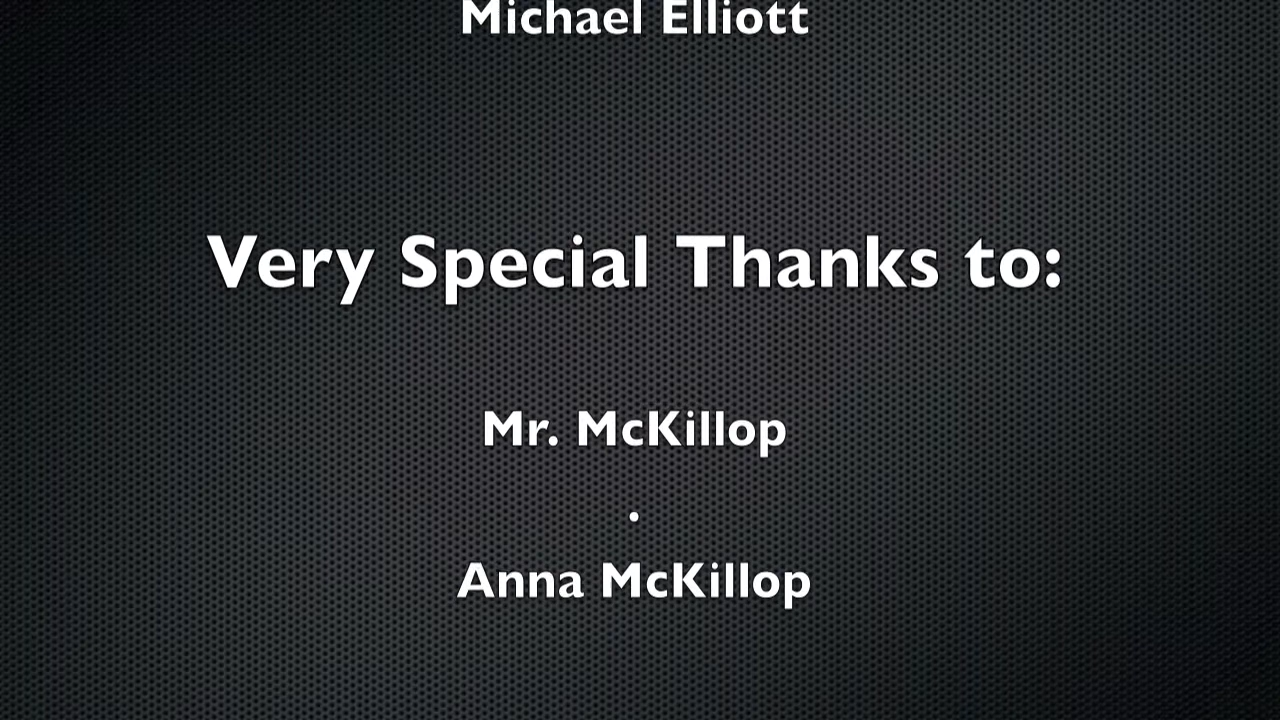 Michael Elliott
Very Special Thanks to:
Mr. McKillop
.
Anna McKillop